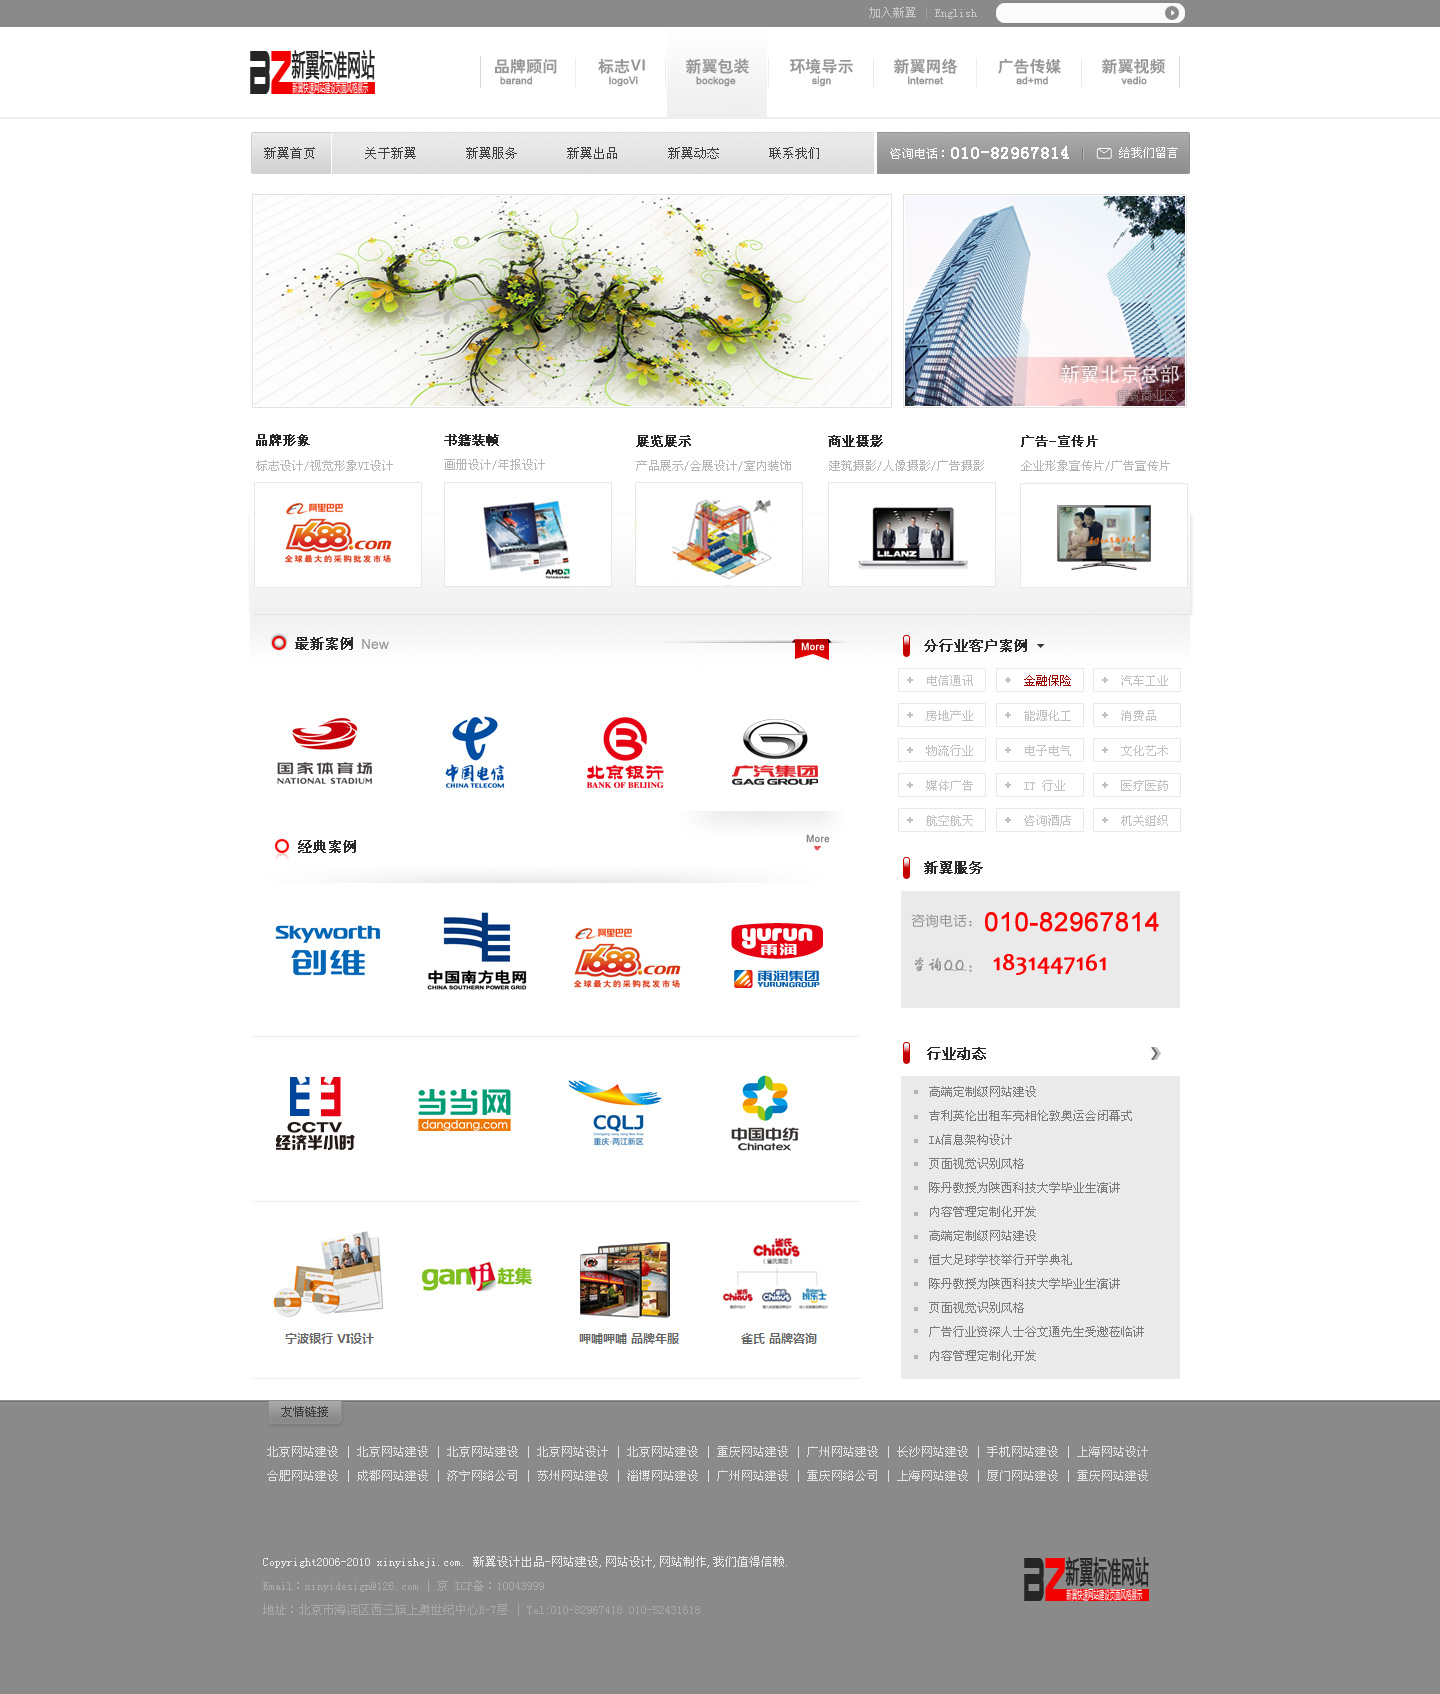 加入新翼 | English
AZ 新翼标准网站
新翼快速网站建设页面风格展示
品牌顾问 标志VI 新翼包装 环境导示 新翼网络 广告传媒 新翼视频
barand logoVi bockoge sign internet ad+md vedio
新翼首页 关于新翼 新翼服务 新翼出品 新翼动态 联系我们
咨询电话：010-82967814 给我们留言
新翼北京总部
国贸商业区
品牌形象 书籍装帧 展览展示 商业摄影 广告-宣传片
标志设计/视觉形象VI设计 画册设计/年报设计 产品展示/会展设计/室内装饰 建筑摄影/人像摄影/广告摄影 企业形象宣传片/广告宣传片
阿里巴巴
1688.com
全球最大的采购批发市场
AMD
LILANZ
最新案例 New
More
分行业客户案例
电信通讯 金融保险 汽车工业
房地产业 能源化工 消费品
物流行业 电子电气 文化艺术
媒体广告 IT 行业 医疗医药
航空航天 咨询酒店 机关组织
国家体育场
NATIONAL STADIUM
中国电信
CHINA TELECOM
北京银行
BANK OF BEIJING
广汽集团
GAG GROUP
经典案例
More
新翼服务
咨询电话: 010-82967814
咨询QQ: 1831447161
Skyworth
创维
中国南方电网
CHINA SOUTHERN POWER GRID
阿里巴巴
1688.com
全球最大的采购批发市场
yurun
雨润
雨润集团
YURUNGROUP
行业动态
高端定制级网站建设
吉利英伦出租车亮相伦敦奥运会闭幕式
IA信息架构设计
页面视觉识别风格
陈丹教授为陕西科技大学毕业生演讲
内容管理定制化开发
高端定制级网站建设
恒大足球学校举行开学典礼
陈丹教授为陕西科技大学毕业生演讲
页面视觉识别风格
广告行业资深人士谷文通先生受邀莅临讲
内容管理定制化开发
CCTV
经济半小时
当当网
dangdang.com
CQLJ
重庆·两江新区
中国中纺
Chinatex
ganji 赶集
雀氏
Chiaus
(雀氏集团)
宁波银行 VI设计
呷哺呷哺 品牌年服
雀氏 品牌咨询
友情链接
北京网站建设 | 北京网站建设 | 北京网站建设 | 北京网站设计 | 北京网站建设 | 重庆网站建设 | 广州网站建设 | 长沙网站建设 | 手机网站建设 | 上海网站设计
合肥网站建设 | 成都网站建设 | 济宁网络公司 | 苏州网站建设 | 淄博网站建设 | 广州网站建设 | 重庆网络公司 | 上海网站建设 | 厦门网站建设 | 重庆网站建设
Copyright2006-2010 xinyisheji.com. 新翼设计出品-网站建设,网站设计,网站制作,我们值得信赖.
Email：xinyidesign@126.com | 京 ICP备：10043999
地址：北京市海淀区西三旗上奥世纪中心B-7层 | Tel:010-82967418 010-52431618
AZ 新翼标准网站
新翼快速网站建设页面风格展示